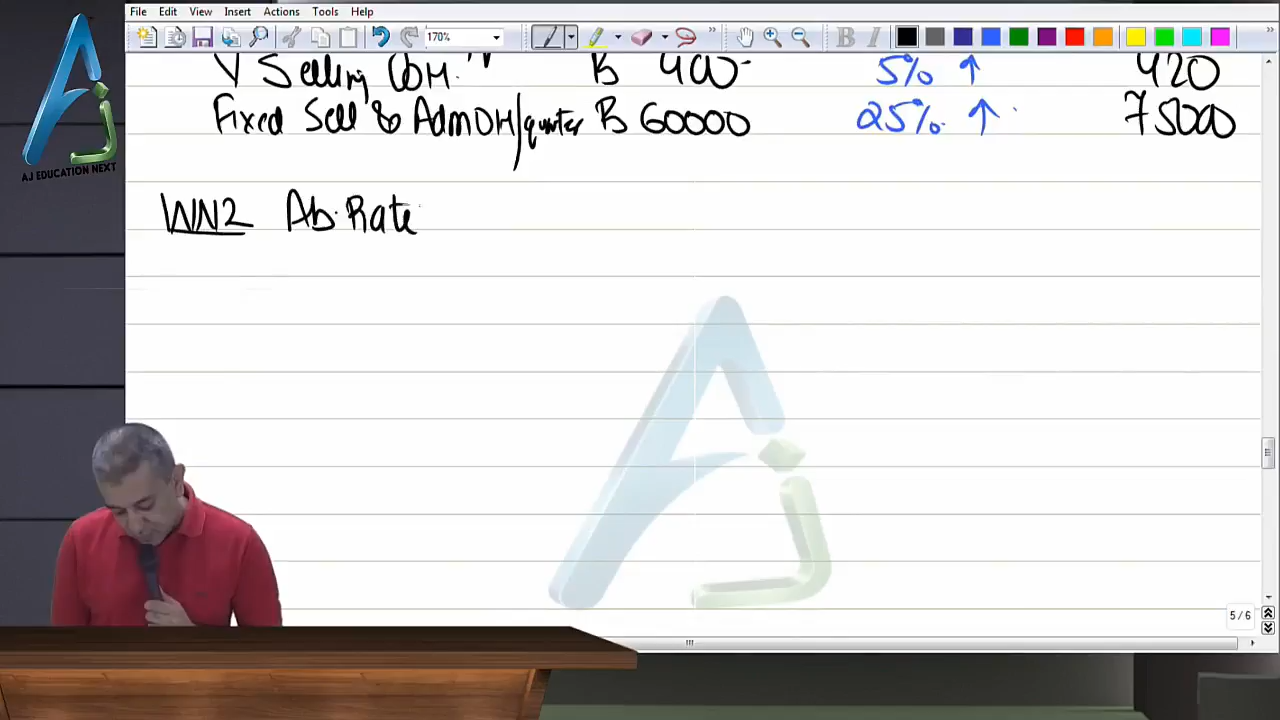 File Edit View Insert Actions Tools Help
170%
B I
V Selling B 400 5% ↑ 420
Fixed Sell & Adm OH/quarter B 60000 25% ↑ 75000
WN2 Ab. Rate
AJ EDUCATION NEXT
5/6